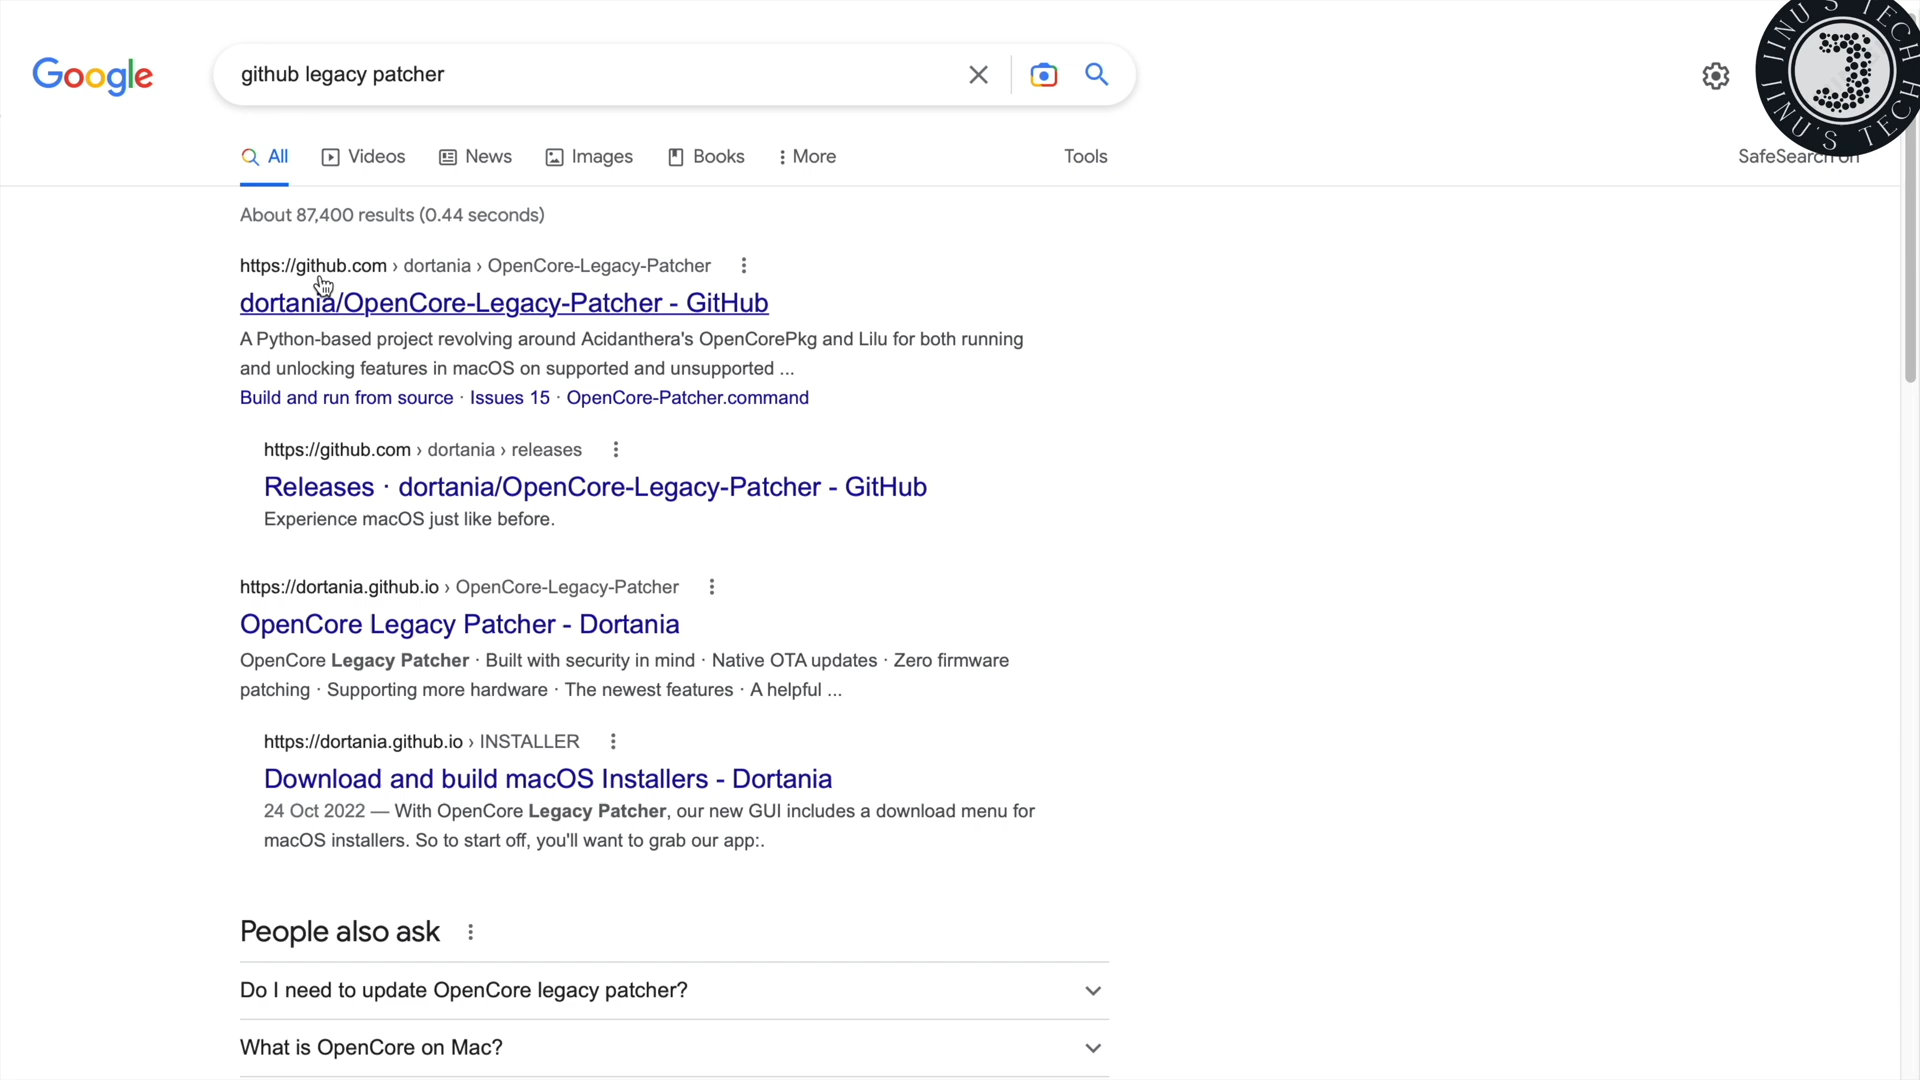 JINU'S TECH JINU'S TECH
Google
github legacy patcher
All Videos News Images Books More Tools SafeSearch on
About 87,400 results (0.44 seconds)
https://github.com › dortania › OpenCore-Legacy-Patcher
dortania/OpenCore-Legacy-Patcher - GitHub
A Python-based project revolving around Acidanthera's OpenCorePkg and Lilu for both running
and unlocking features in macOS on supported and unsupported ...
Build and run from source · Issues 15 · OpenCore-Patcher.command
https://github.com › dortania › releases
Releases · dortania/OpenCore-Legacy-Patcher - GitHub
Experience macOS just like before.
https://dortania.github.io › OpenCore-Legacy-Patcher
OpenCore Legacy Patcher - Dortania
OpenCore Legacy Patcher · Built with security in mind · Native OTA updates · Zero firmware
patching · Supporting more hardware · The newest features · A helpful ...
https://dortania.github.io › INSTALLER
Download and build macOS Installers - Dortania
24 Oct 2022 — With OpenCore Legacy Patcher, our new GUI includes a download menu for
macOS installers. So to start off, you'll want to grab our app:.
People also ask
Do I need to update OpenCore legacy patcher?
What is OpenCore on Mac?